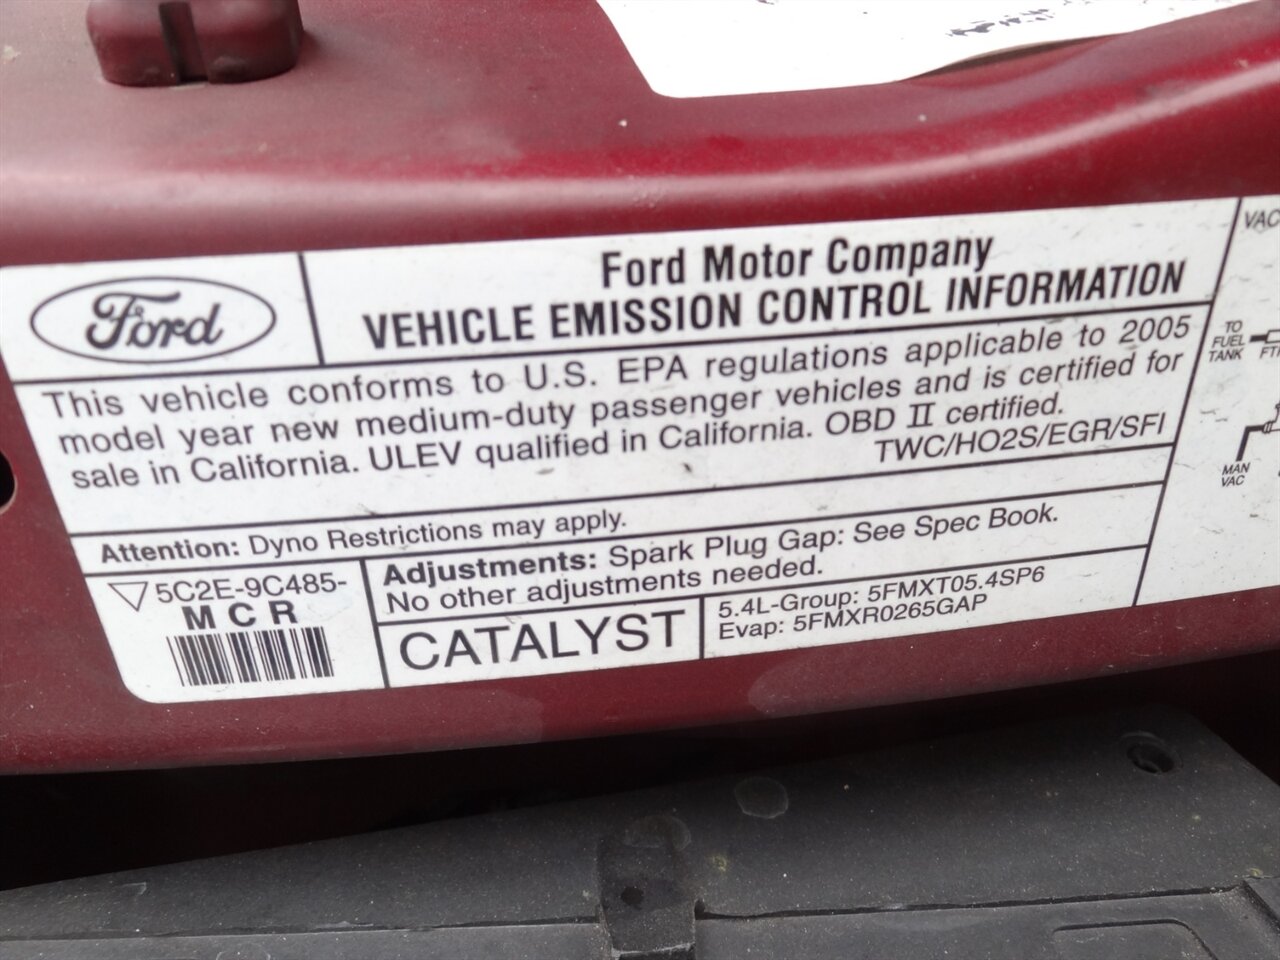 Ford
Ford Motor Company
VEHICLE EMISSION CONTROL INFORMATION
This vehicle conforms to U.S. EPA regulations applicable to 2005
model year new medium-duty passenger vehicles and is certified for
sale in California. ULEV qualified in California. OBD II certified.
TWC/HO2S/EGR/SFI
Attention: Dyno Restrictions may apply.
5C2E-9C485-
MCR
Adjustments: Spark Plug Gap: See Spec Book.
No other adjustments needed.
CATALYST
5.4L-Group: 5FMXT05.4SP6
Evap: 5FMXR0265GAP
VAC
TO
FUEL
TANK
MAN
VAC